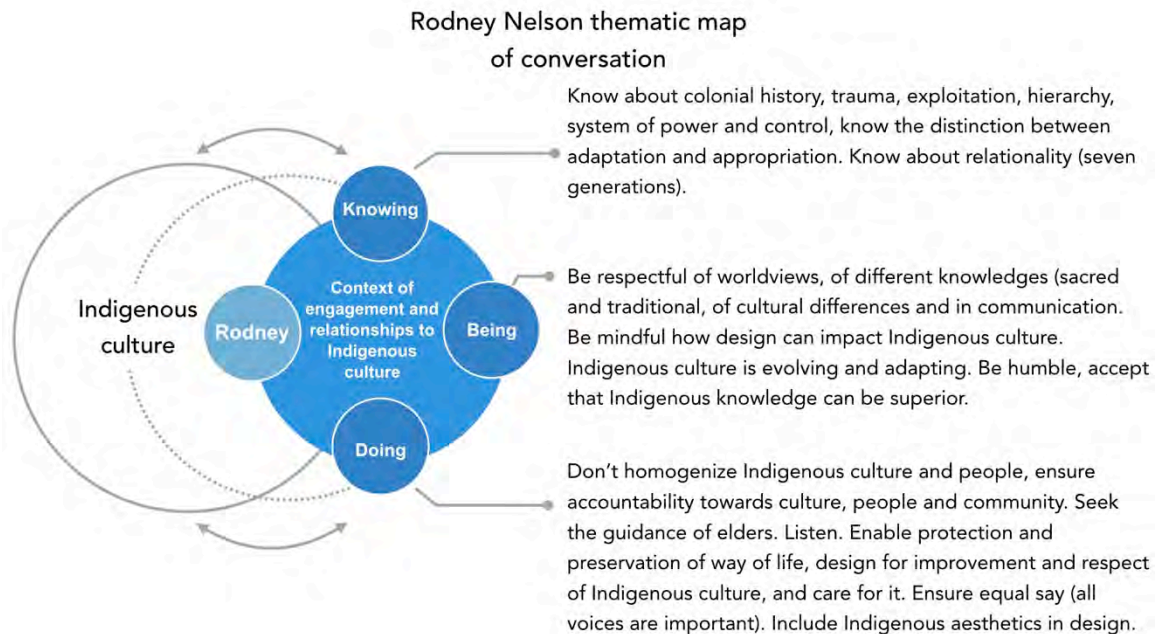 Rodney Nelson thematic map
of conversation
Know about colonial history, trauma, exploitation, hierarchy,
system of power and control, know the distinction between
adaptation and appropriation. Know about relationality (seven
generations).
Knowing
Indigenous
culture
Rodney
Context of
engagement and
relationships to
Indigenous
culture
Being
Be respectful of worldviews, of different knowledges (sacred
and traditional, of cultural differences and in communication.
Be mindful how design can impact Indigenous culture.
Indigenous culture is evolving and adapting. Be humble, accept
that Indigenous knowledge can be superior.
Doing
Don’t homogenize Indigenous culture and people, ensure
accountability towards culture, people and community. Seek
the guidance of elders. Listen. Enable protection and
preservation of way of life, design for improvement and respect
of Indigenous culture, and care for it. Ensure equal say (all
voices are important). Include Indigenous aesthetics in design.